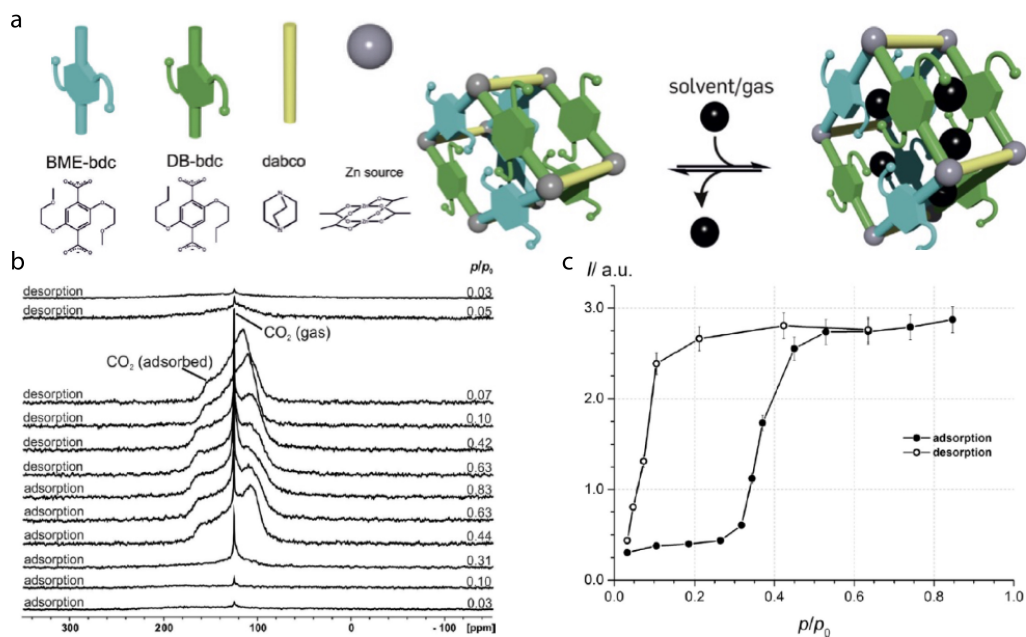 a
BME-bdc
DB-bdc
dabco
Zn source
solvent/gas
b
p/p₀
desorption 0.03
desorption 0.05
CO₂ (gas)
CO₂ (adsorbed)
desorption 0.07
desorption 0.10
desorption 0.42
desorption 0.63
adsorption 0.83
adsorption 0.63
adsorption 0.44
adsorption 0.31
adsorption 0.10
adsorption 0.03
300 200 100 0 - 100 [ppm]
c
I/ a.u.
3.0
2.0
1.0
0.0
adsorption
desorption
0.0 0.2 0.4 0.6 0.8 1.0
p/p₀